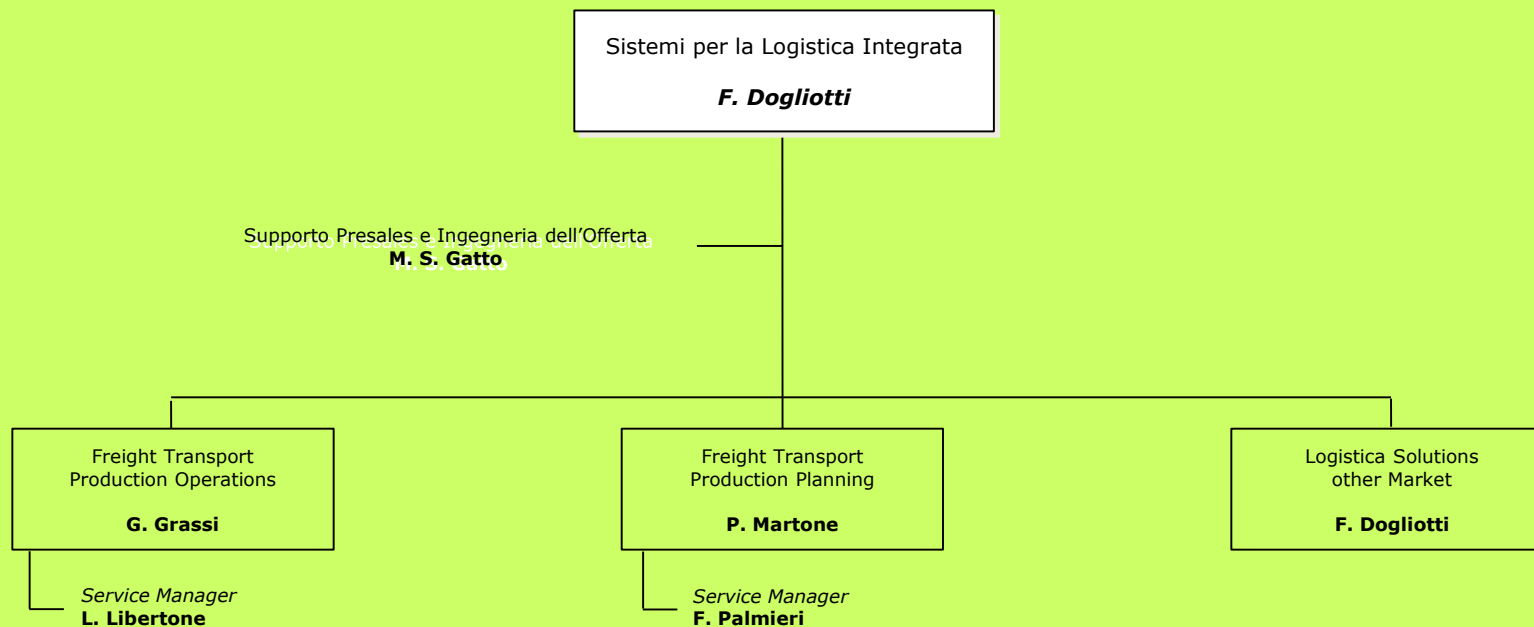 Sistemi per la Logistica Integrata
F. Dogliotti
Supporto Presales e Ingegneria dell’Offerta
M. S. Gatto
Freight Transport
Production Operations
G. Grassi
Freight Transport
Production Planning
P. Martone
Logistica Solutions
other Market
F. Dogliotti
Service Manager
L. Libertone
Service Manager
F. Palmieri